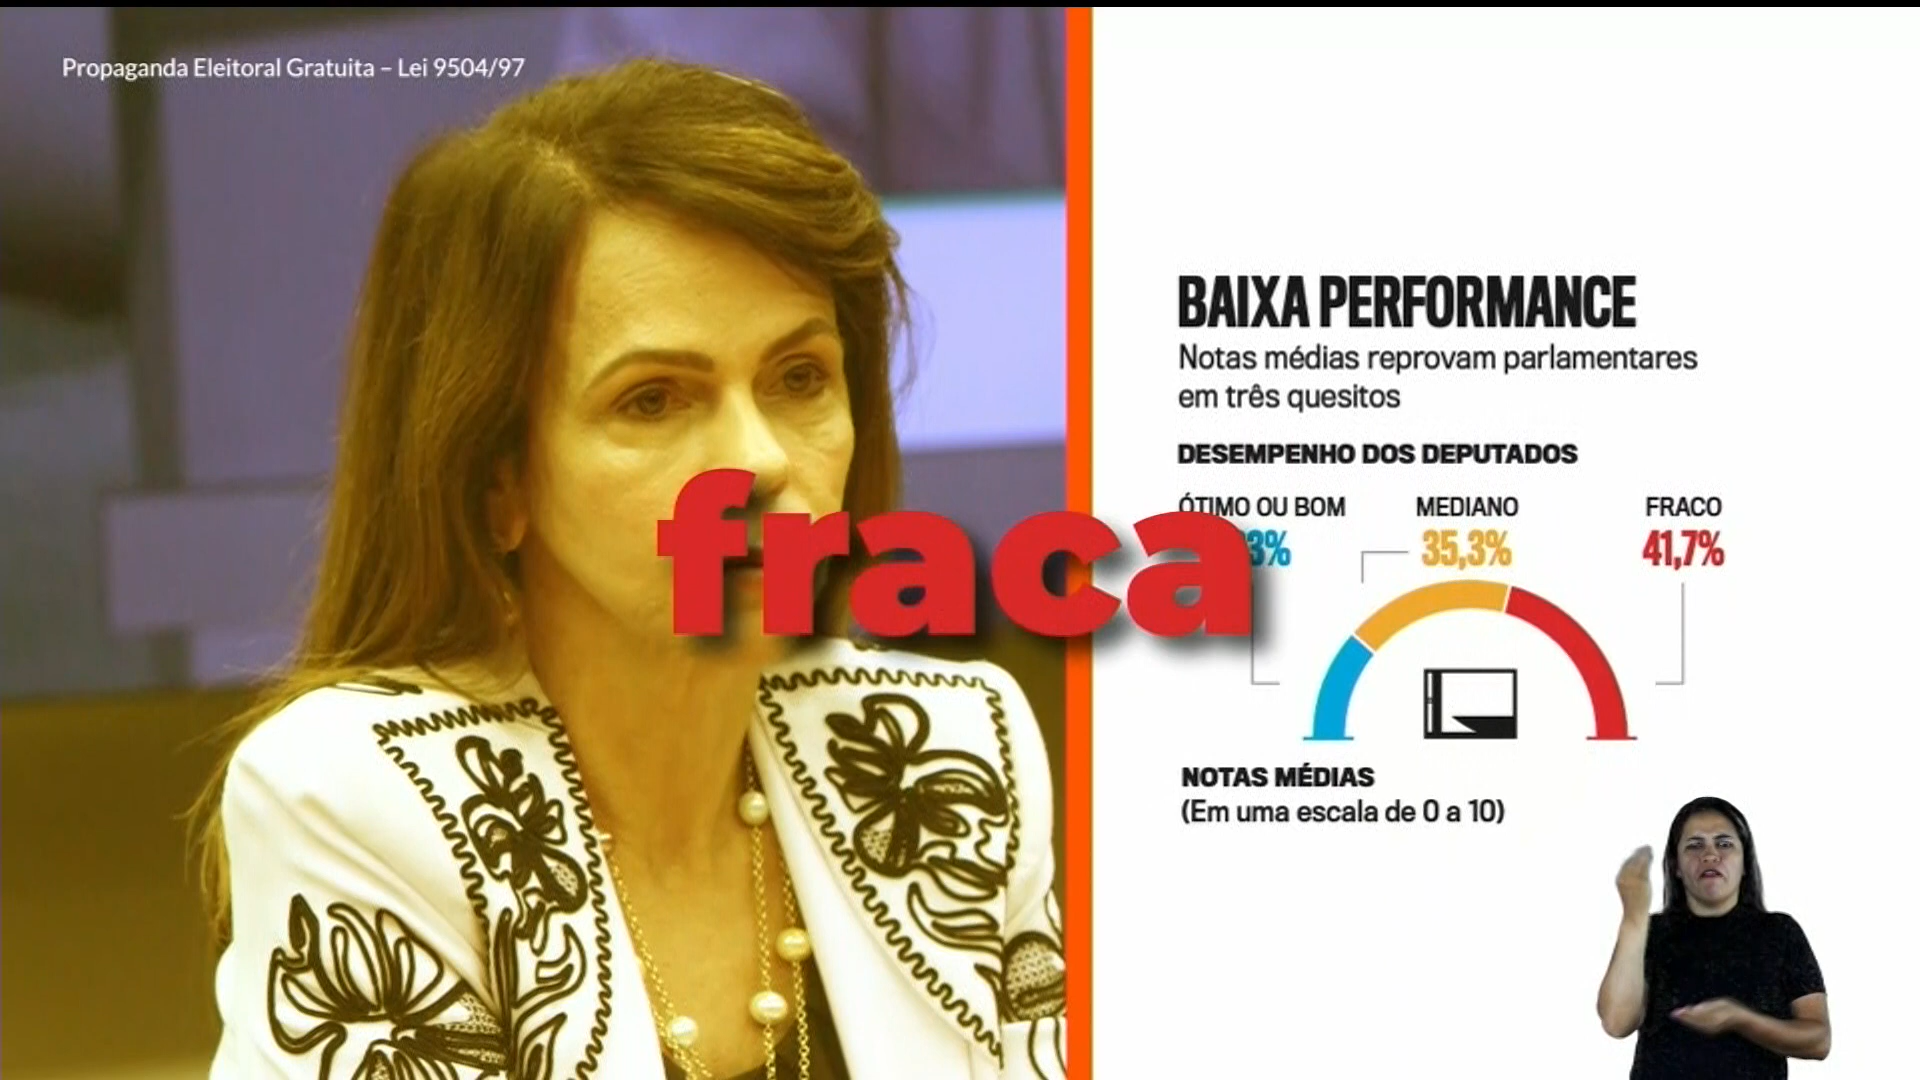 Propaganda Eleitoral Gratuita – Lei 9504/97
BAIXA PERFORMANCE
Notas médias reprovam parlamentares
em três quesitos
DESEMPENHO DOS DEPUTADOS
ÓTIMO OU BOM MEDIANO FRACO
3% 35,3% 41,7%
fraca
NOTAS MÉDIAS
(Em uma escala de 0 a 10)